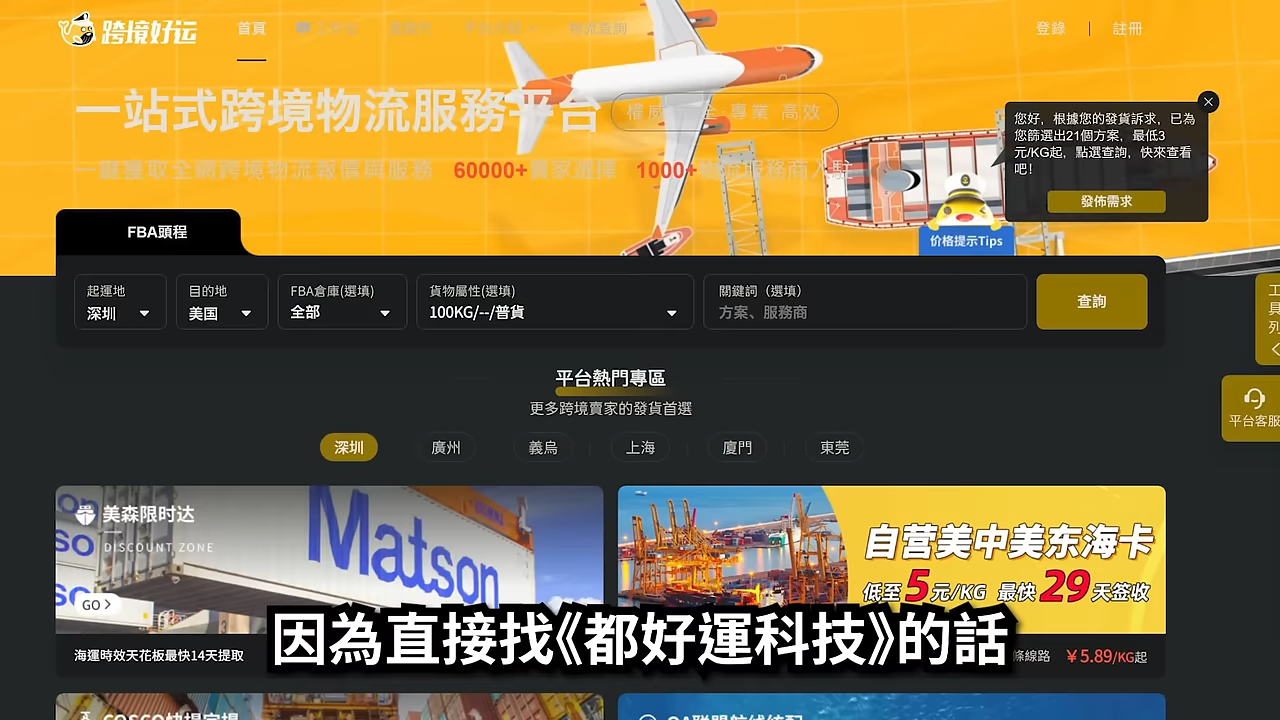 跨境好运
首頁
物流查詢
登錄
註冊
一站式跨境物流服務平台
專業 高效
一鍵獲取全網跨境物流報價與服務 60000+賣家選擇 1000+物流服務商入駐
您好，根據您的發貨訴求，已為
您篩選出21個方案，最低3
元/KG起，點選查詢，快來查看
吧！
發佈需求
价格提示Tips
FBA頭程
起運地
深圳
目的地
美国
FBA倉庫(選填)
全部
貨物屬性(選填)
100KG/--/普貨
關鍵詞（選填）
方案、服務商
查詢
工具列
平台客服
平台熱門專區
更多跨境賣家的發貨首選
深圳
廣州
義烏
上海
廈門
東莞
美森限时达
DISCOUNT ZONE
Matson
GO
海運時效天花板最快14天提取
自营美中美东海卡
低至5元/KG 最快29天签收
條線路
￥5.89/KG起
因為直接找《都好運科技》的話